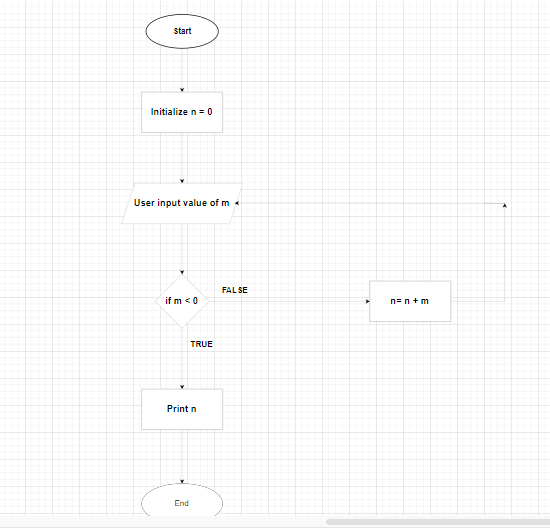 Start
Initialize n = 0
User input value of m
if m < 0
FALSE
n= n + m
TRUE
Print n
End